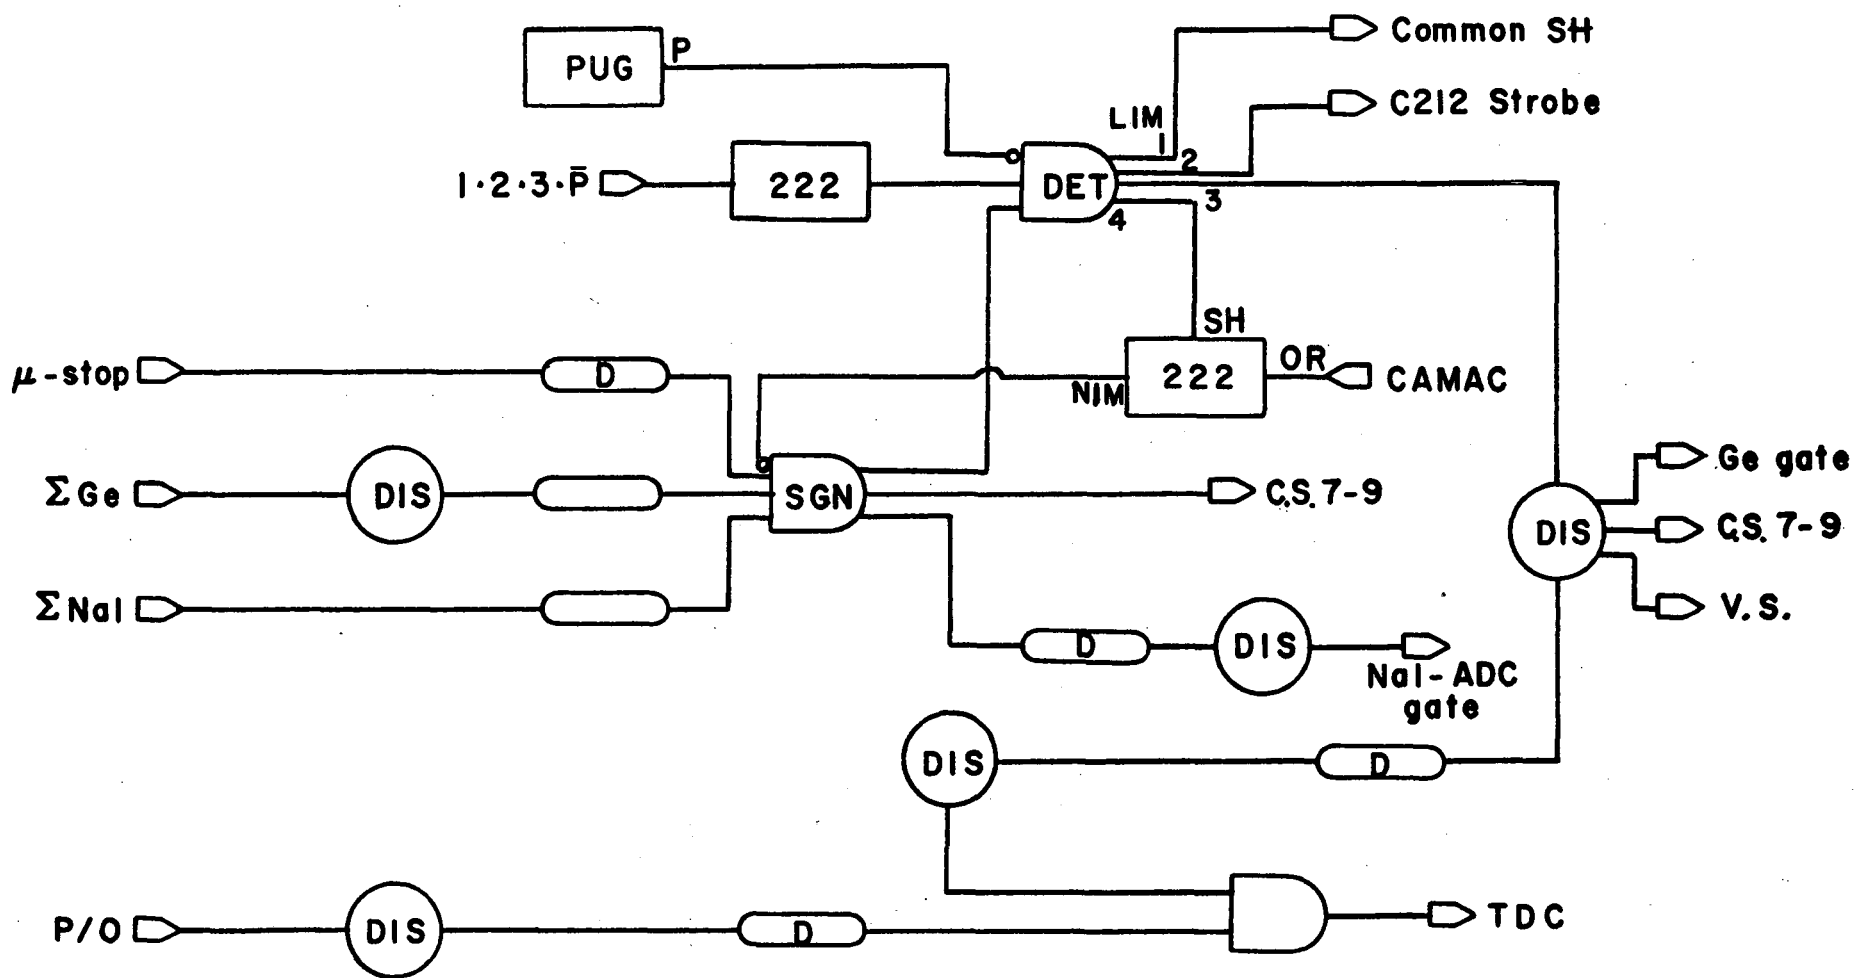 Common SH
P
PUG
C212 Strobe
LIM
1
2
1·2·3·P̄
222
DET
3
4
SH
μ-stop
D
OR
222
CAMAC
NIM
Ge gate
ΣGe
DIS
SGN
C.S. 7-9
DIS
C.S. 7-9
ΣNaI
V.S.
D
DIS
NaI-ADC
gate
DIS
D
P/O
DIS
D
TDC